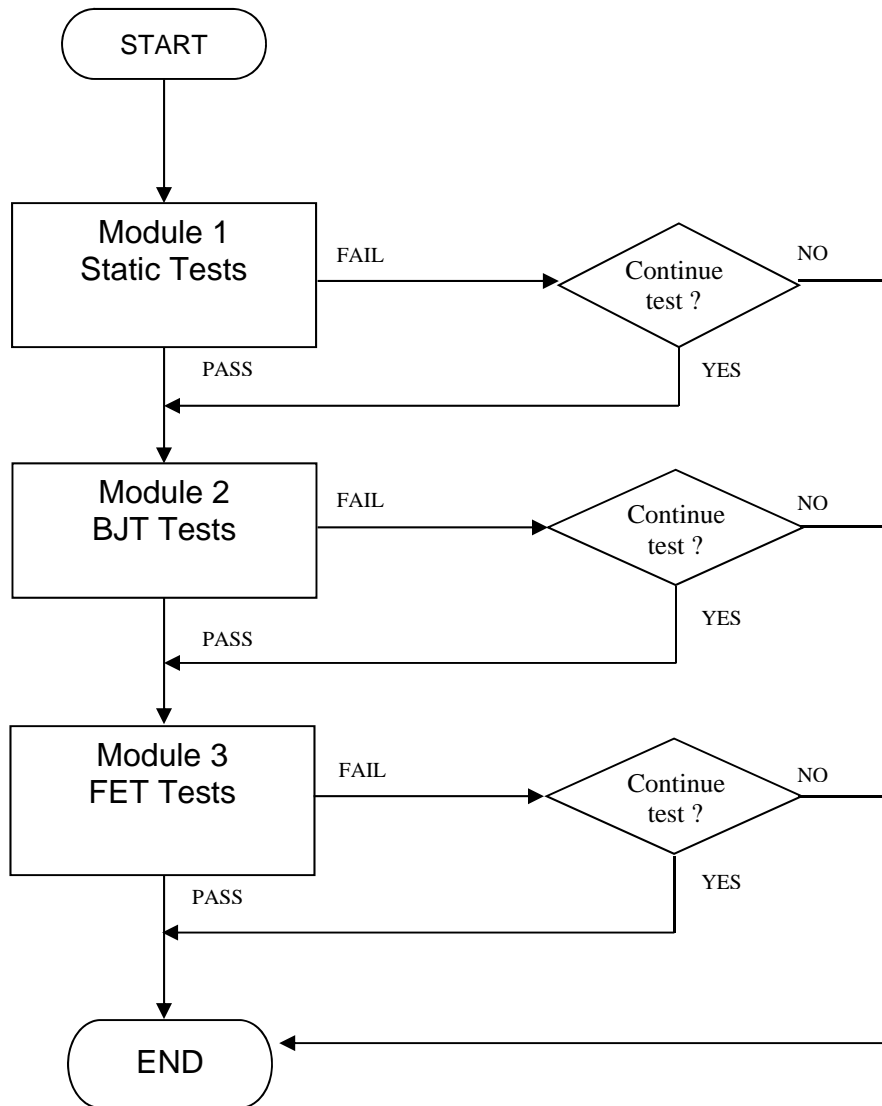 START
Module 1
Static Tests
FAIL
Continue
test ?
NO
PASS
YES
Module 2
BJT Tests
FAIL
Continue
test ?
NO
PASS
YES
Module 3
FET Tests
FAIL
Continue
test ?
NO
PASS
YES
END